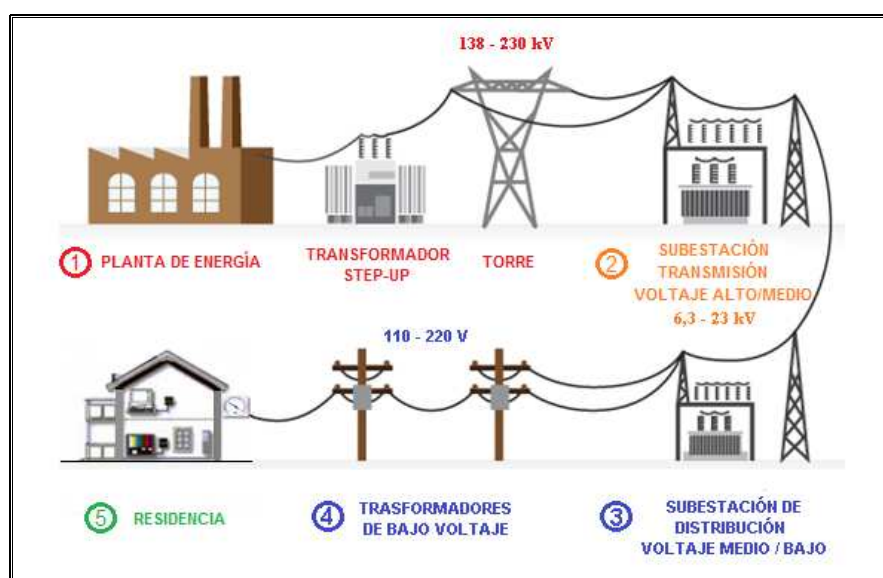 138 - 230 kV
1 PLANTA DE ENERGÍA
TRANSFORMADOR
STEP-UP
TORRE
2 SUBESTACIÓN
TRANSMISIÓN
VOLTAJE ALTO/MEDIO
6,3 - 23 kV
110 - 220 V
5 RESIDENCIA
4 TRASFORMADORES
DE BAJO VOLTAJE
3 SUBESTACIÓN DE
DISTRIBUCIÓN
VOLTAJE MEDIO / BAJO